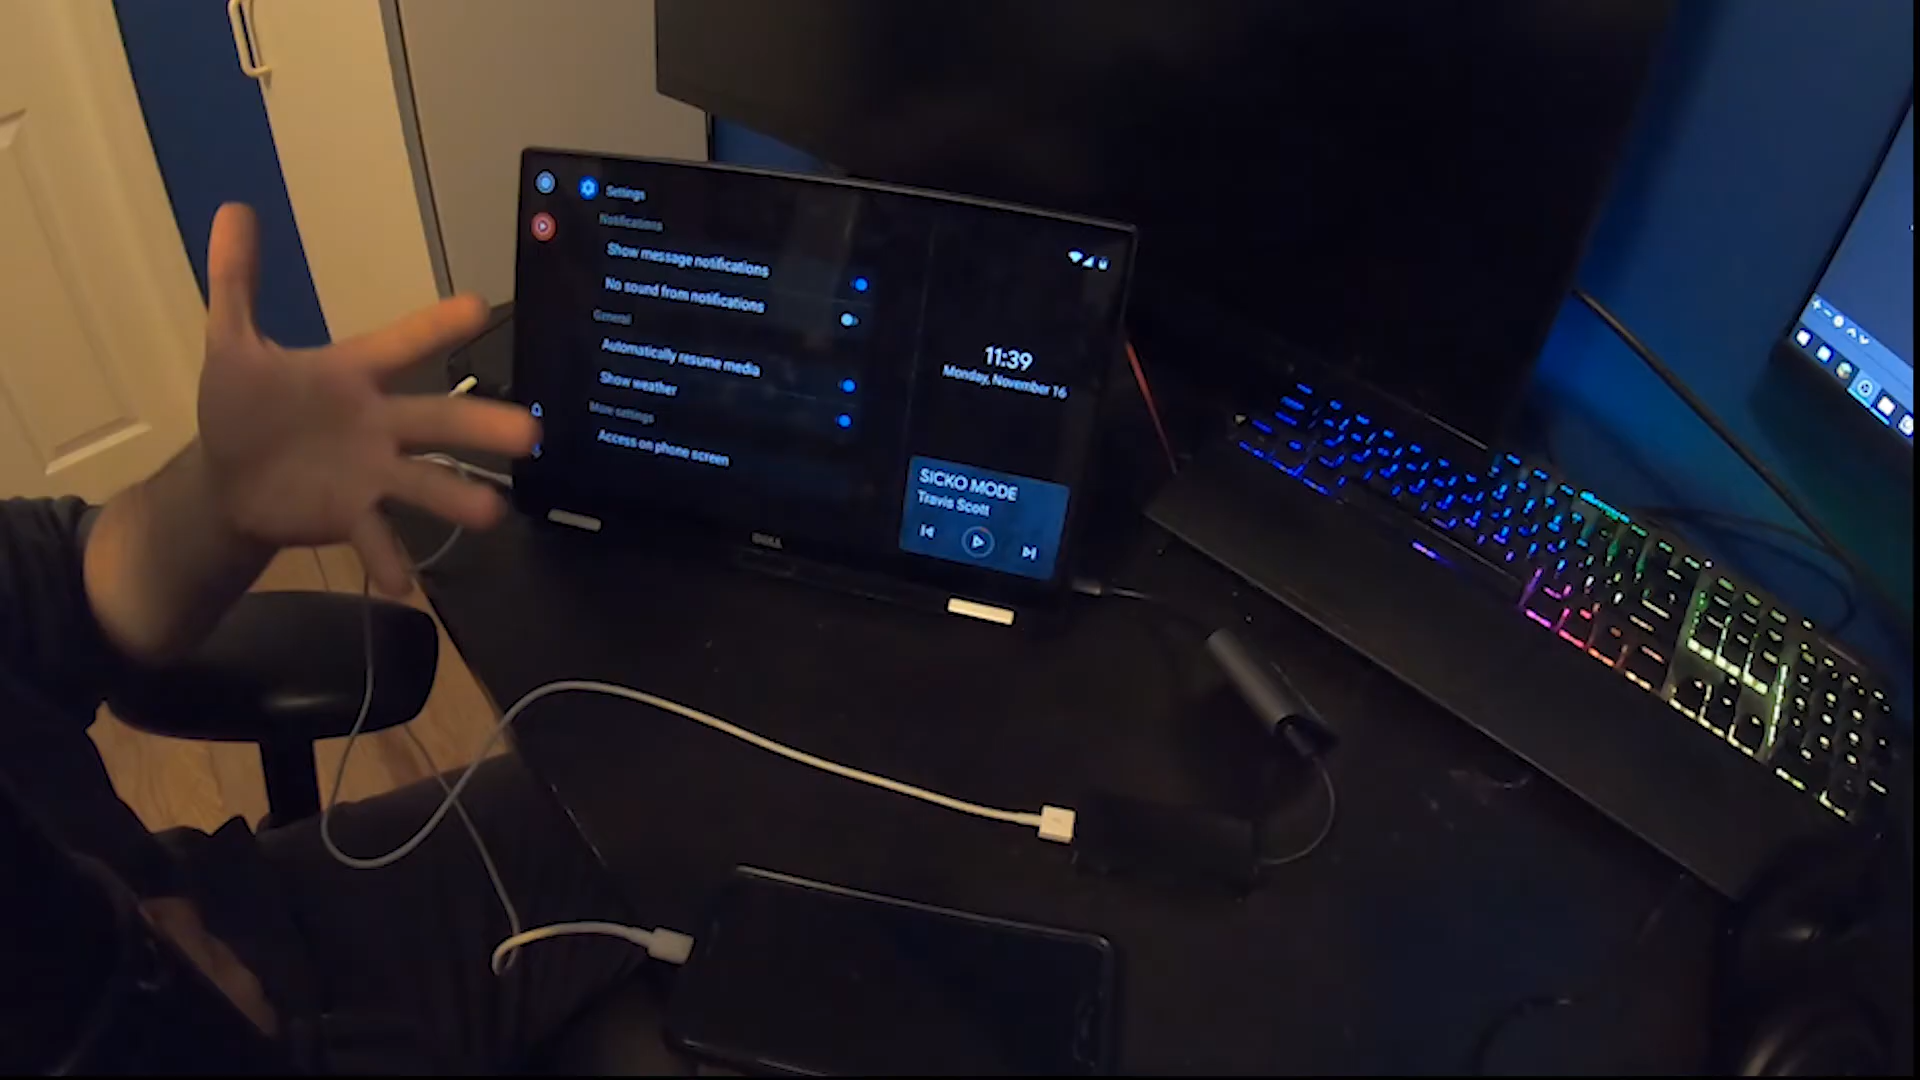 Settings
Notifications
Show message notifications
No sound from notifications
General
Automatically resume media
Show weather
More settings
Access on phone screen
11:39
Monday, November 16
SICKO MODE
Travis Scott
DELL